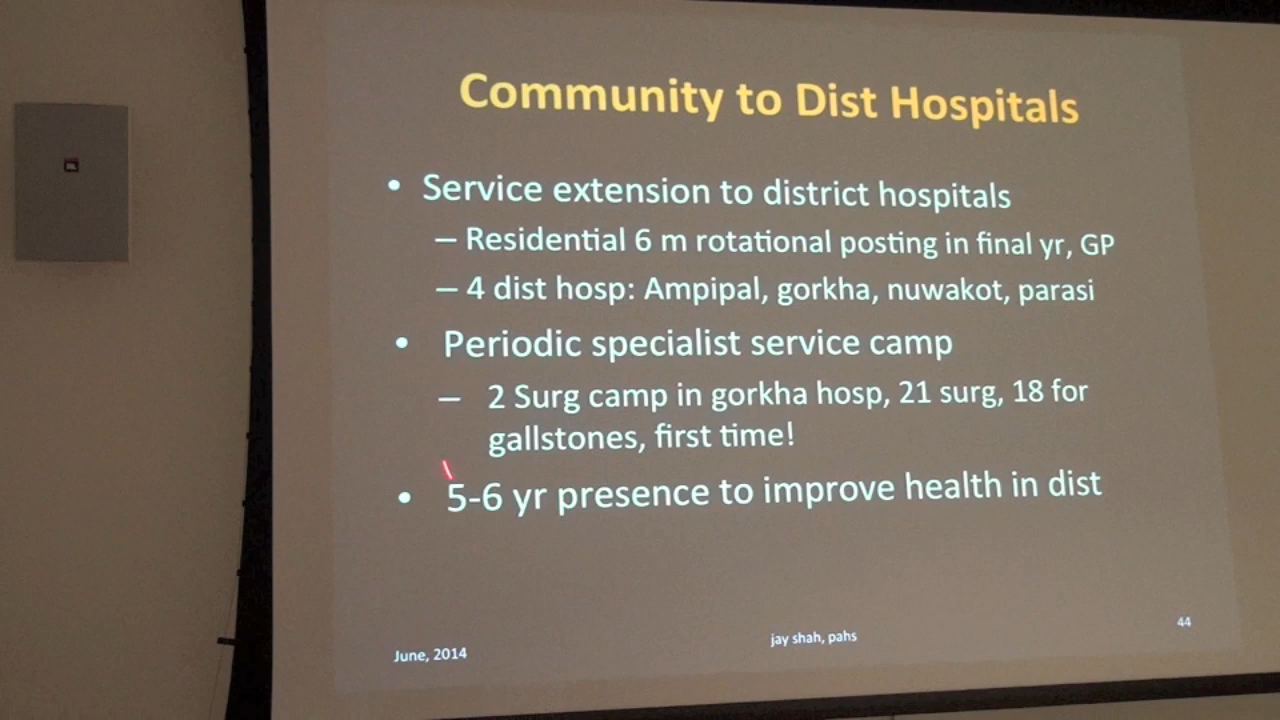 Community to Dist Hospitals
• Service extension to district hospitals
– Residential 6 m rotational posting in final yr, GP
– 4 dist hosp: Ampipal, gorkha, nuwakot, parasi
• Periodic specialist service camp
– 2 Surg camp in gorkha hosp, 21 surg, 18 for
gallstones, first time!
• 5-6 yr presence to improve health in dist
June, 2014
jay shah, pahs
44